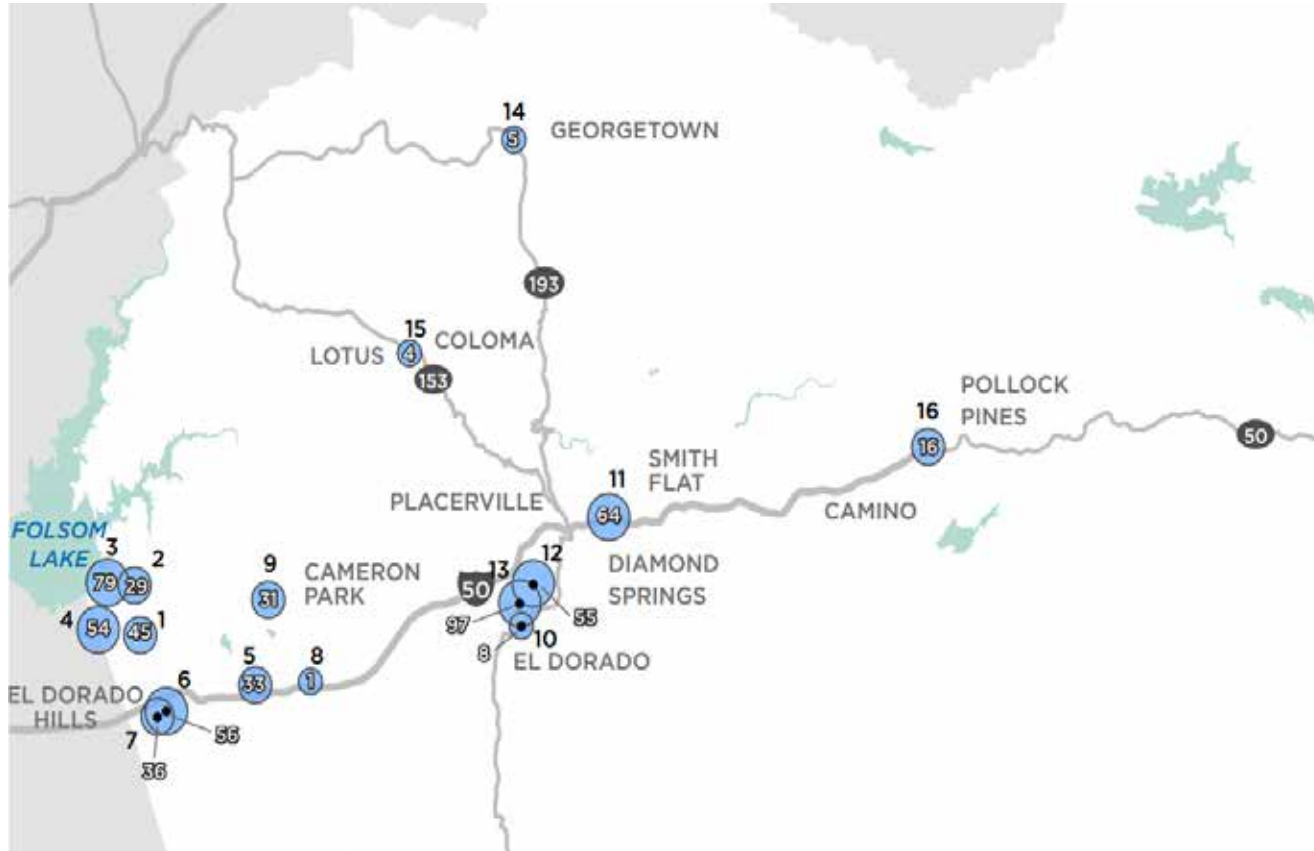 14
5
GEORGETOWN
193
15
COLOMA
LOTUS
4
153
POLLOCK
PINES
16
16
50
SMITH
FLAT
11
64
PLACERVILLE
CAMINO
FOLSOM
LAKE
3
79
2
29
9
31
CAMERON
PARK
50
13
12
DIAMOND
SPRINGS
4
54
45
1
97
55
8
10
EL DORADO
5
33
8
1
6
EL DORADO
HILLS
7
56
36